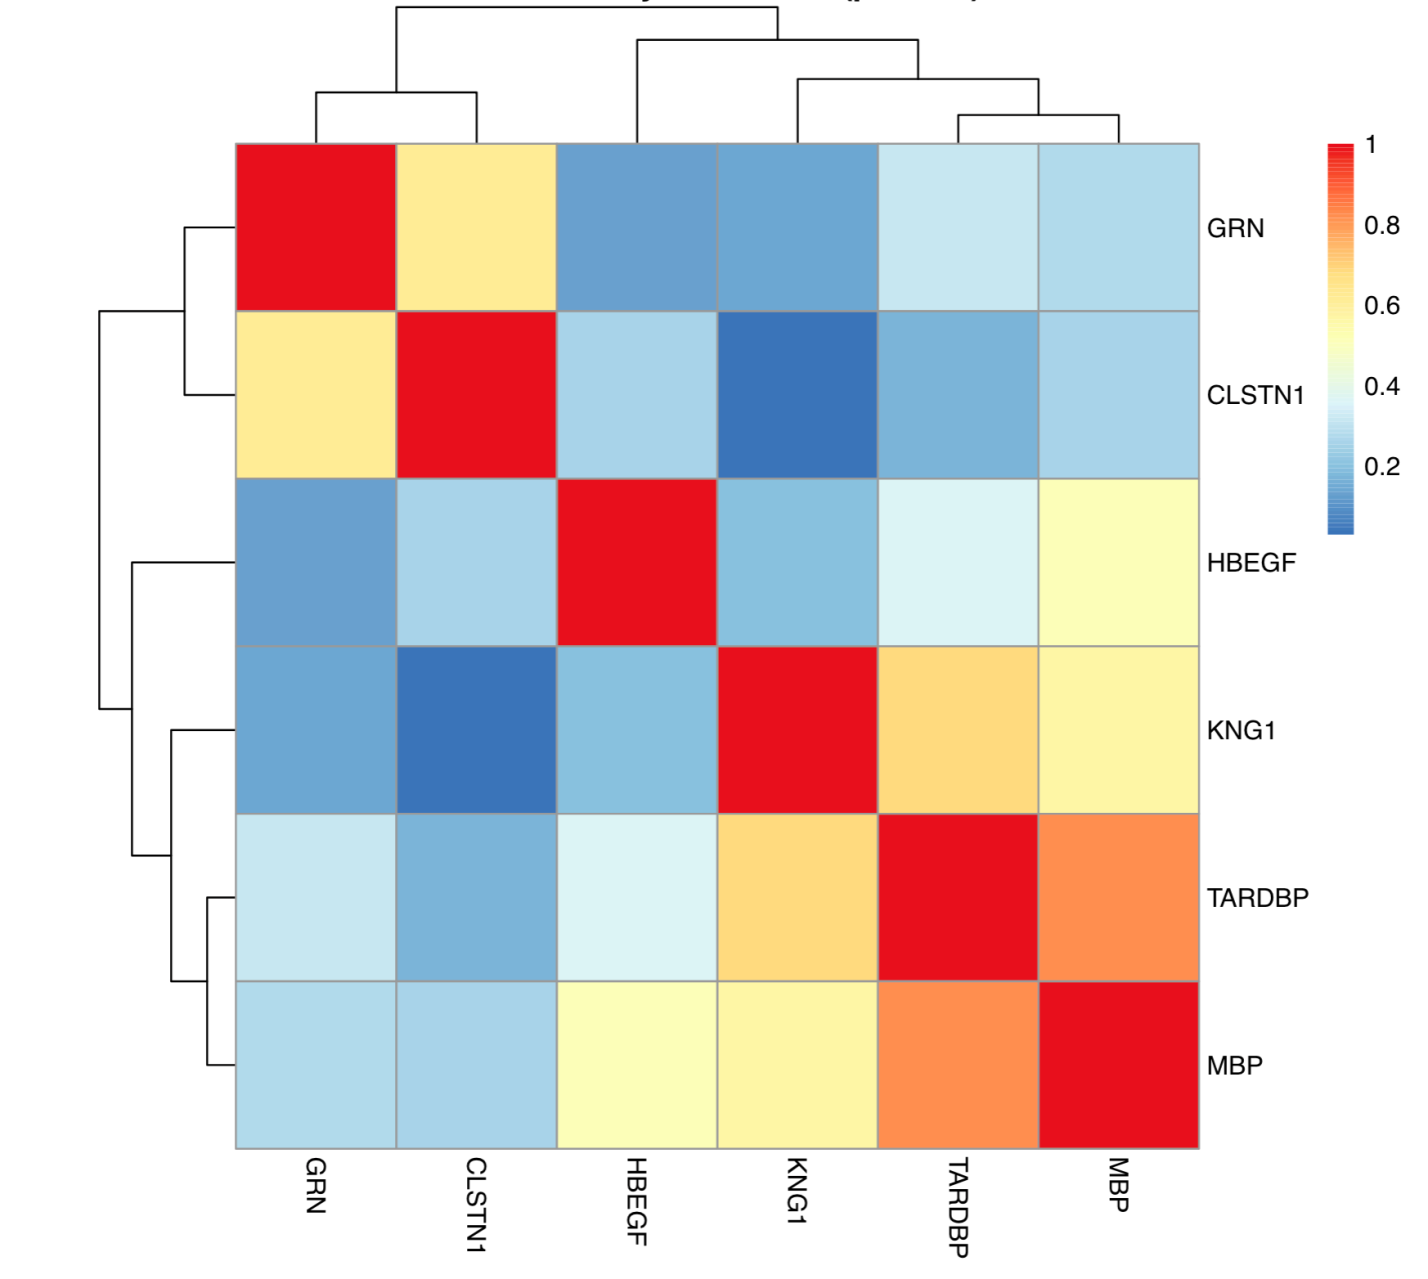 1
0.8
0.6
0.4
0.2
GRN
CLSTN1
HBEGF
KNG1
TARDBP
MBP
GRN
CLSTN1
HBEGF
KNG1
TARDBP
MBP